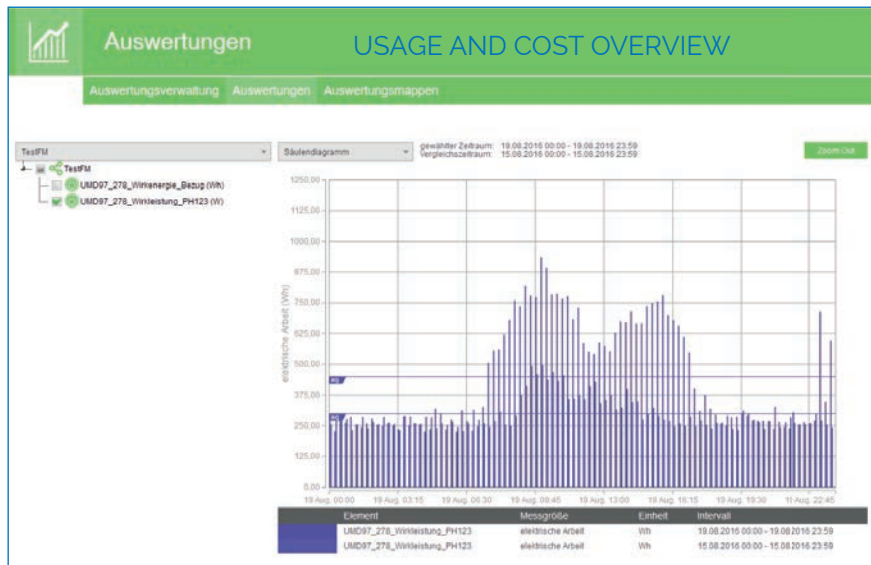 Auswertungen USAGE AND COST OVERVIEW
Auswertungsverwaltung Auswertungen Auswertungsmappen
TestFM Säulendiagramm gewählter Zeitraum: 19.08.2016 00:00 - 19.08.2016 23:59
Vergleichszeitraum: 15.08.2016 00:00 - 15.08.2016 23:59
Zoom Out
TestFM
UMD97_278_Wirkenergie_Bezug (Wh)
UMD97_278_Wirkleistung_PH123 (W)
elektrische Arbeit (Wh)
1250,00
1125,00
1000,00
875,00
750,00
625,00
500,00
375,00
250,00
125,00
0,00
19 Aug. 00:00 19 Aug. 03:15 19 Aug. 06:30 19 Aug. 09:45 19 Aug. 13:00 19 Aug. 16:15 19 Aug. 19:30 11 Aug. 22:45
Element Messgröße Einheit Intervall
UMD97_278_Wirkleistung_PH123 elektrische Arbeit Wh 19.08.2016 00:00 - 19.08.2016 23:59
UMD97_278_Wirkleistung_PH123 elektrische Arbeit Wh 15.08.2016 00:00 - 15.08.2016 23:59